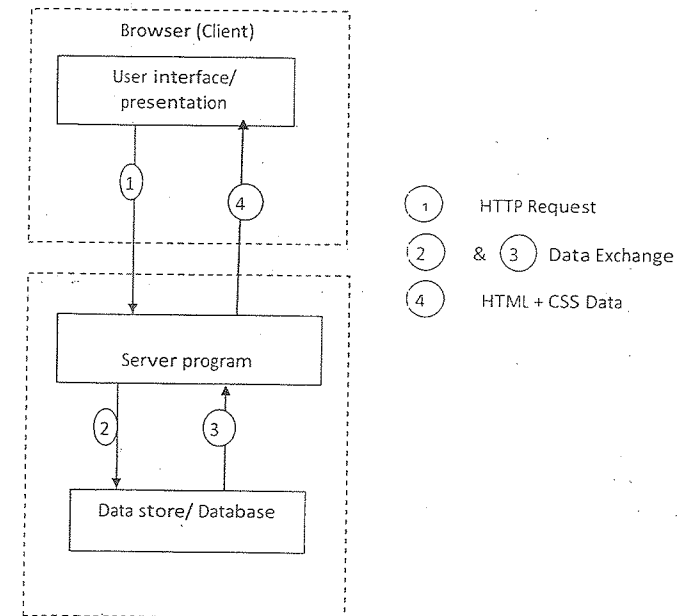 Browser (Client)
User interface/
presentation
1
4
1 HTTP Request
2 & 3 Data Exchange
4 HTML + CSS Data
Server program
2
3
Data store/ Database